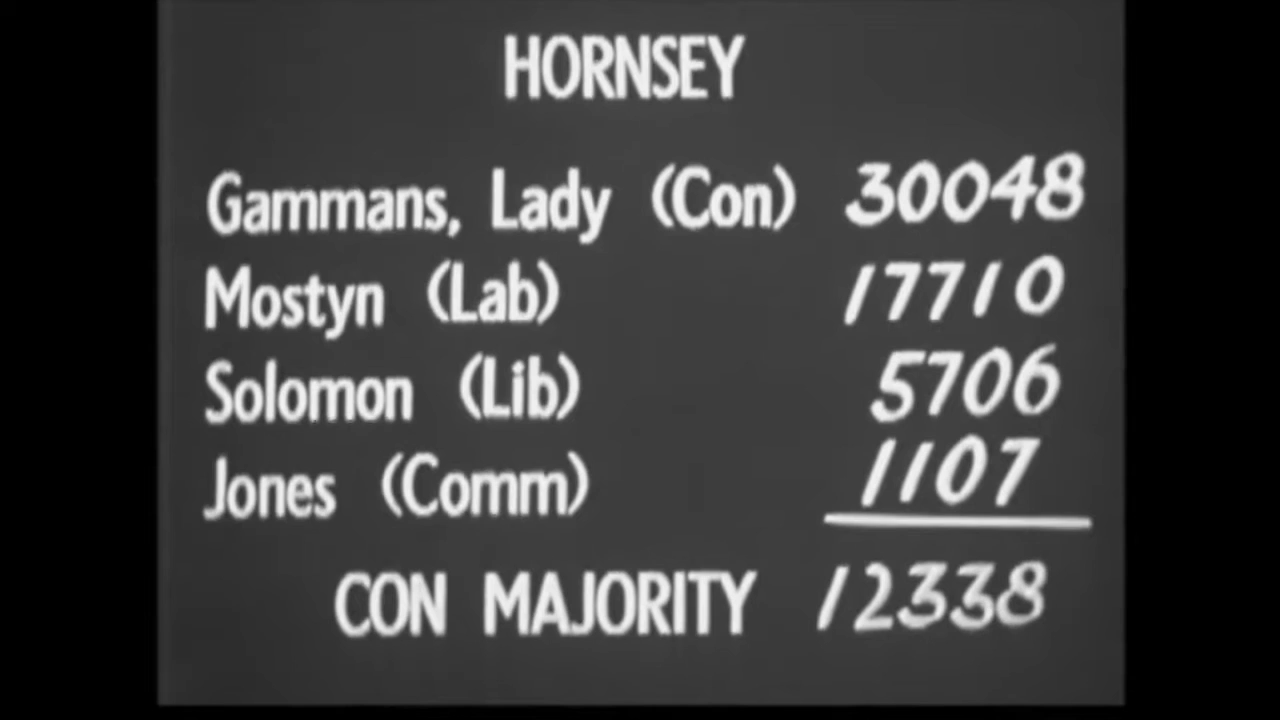 HORNSEY
Gammans, Lady (Con) 30048
Mostyn (Lab) 17710
Solomon (Lib) 5706
Jones (Comm) 1107
CON MAJORITY 12338